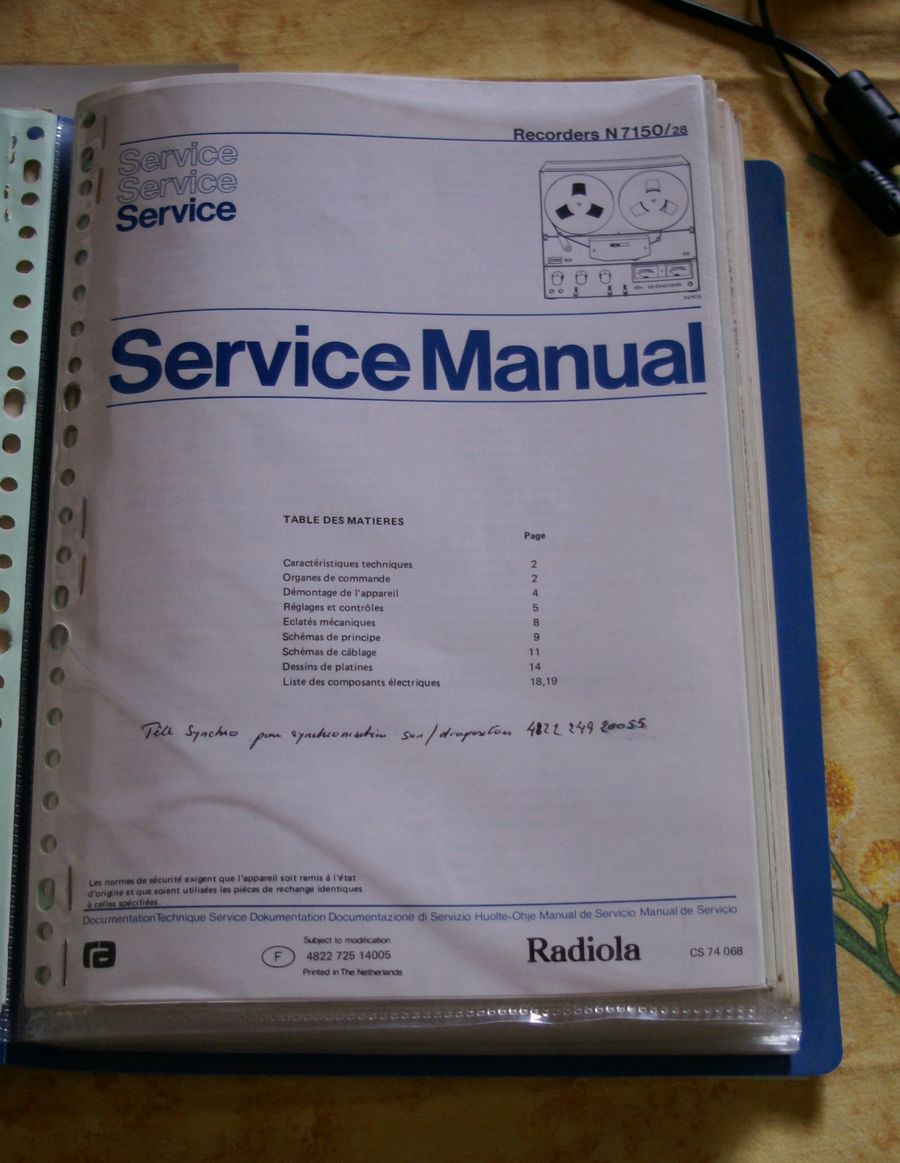 Recorders N7150/28
Service
Service
Service
Service Manual
TABLE DES MATIERES
Page
Caractéristiques techniques 2
Organes de commande 2
Démontage de l'appareil 4
Réglages et contrôles 5
Eclatés mécaniques 8
Schémas de principe 9
Schémas de câblage 11
Dessins de platines 14
Liste des composants électriques 18,19
Tête Synchro pour synchronisation son/diapositives 4822 249 20055
Les normes de sécurité exigent que l'appareil soit remis à l'état
d'origine et que soient utilisées les pièces de rechange identiques
à celles spécifiées.
Documentation Technique Service Dokumentation Documentazione di Servizio Huolto-Ohje Manual de Servicio Manual de Servicio
ra
F
Subject to modification
4822 725 14005
Printed in The Netherlands
Radiola
CS 74 068